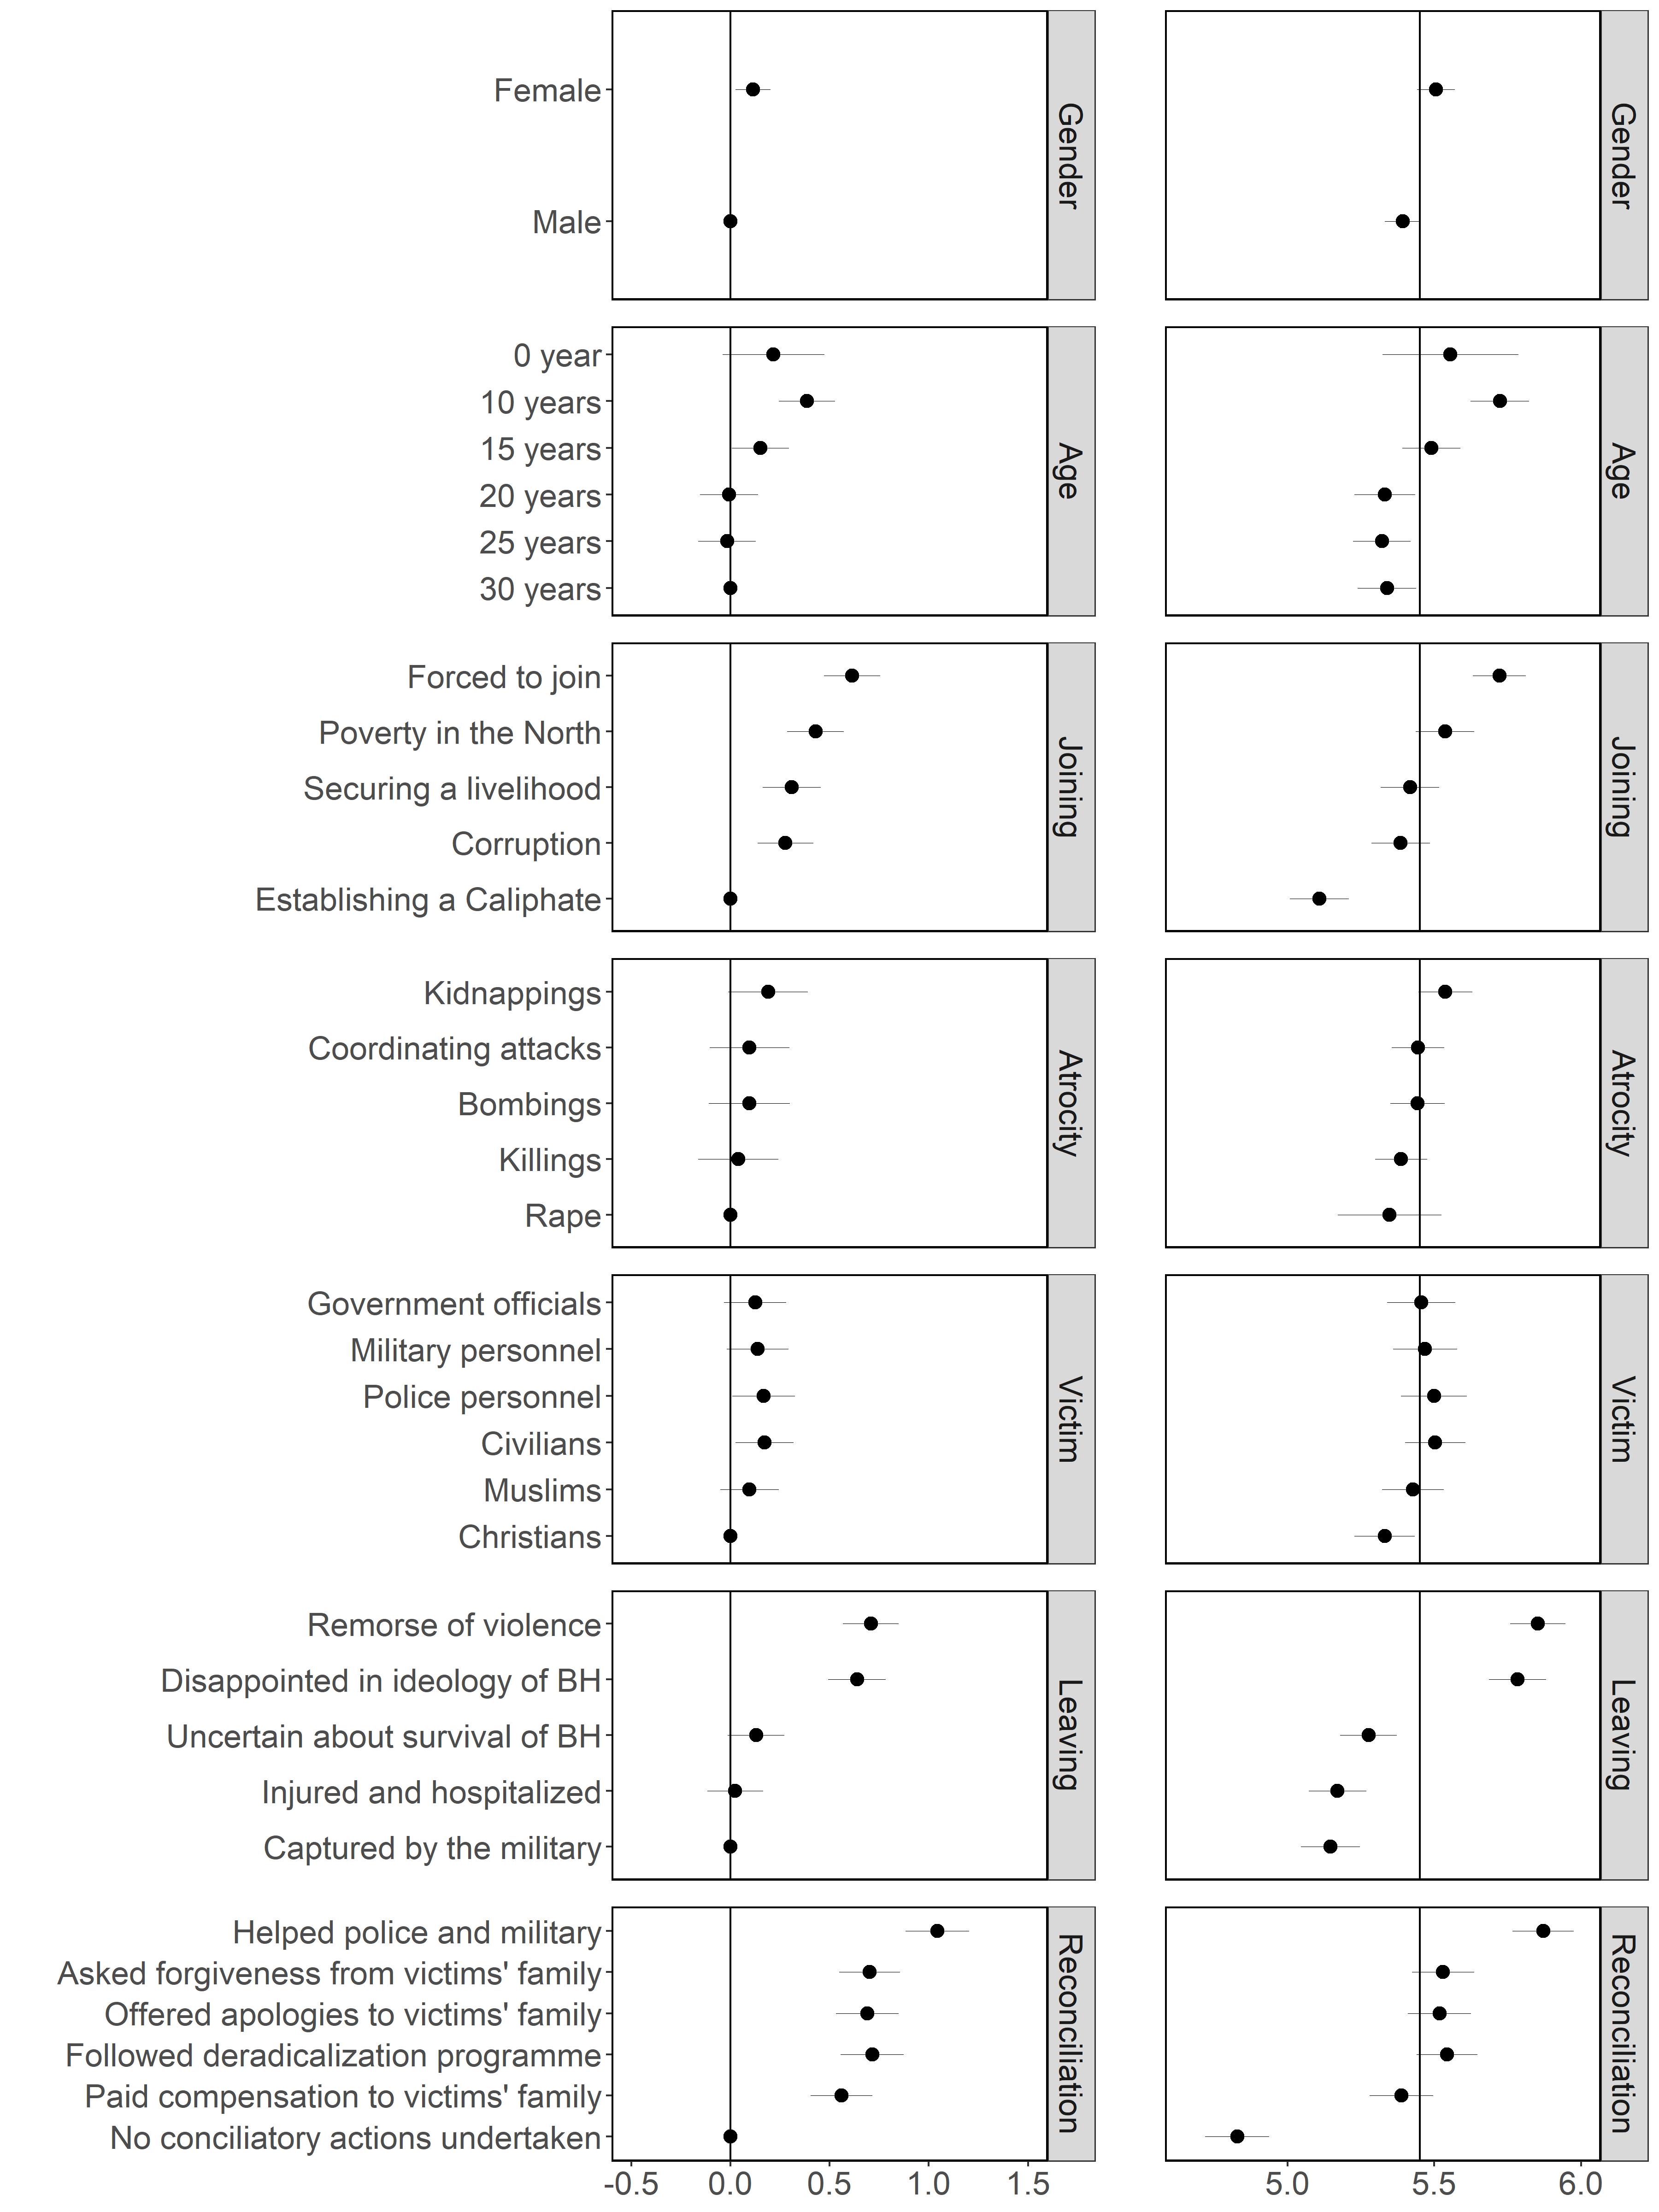 Female
Male
Gender
Gender
0 year
10 years
15 years
20 years
25 years
30 years
Age
Age
Forced to join
Poverty in the North
Securing a livelihood
Corruption
Establishing a Caliphate
Joining
Joining
Kidnappings
Coordinating attacks
Bombings
Killings
Rape
Atrocity
Atrocity
Government officials
Military personnel
Police personnel
Civilians
Muslims
Christians
Victim
Victim
Remorse of violence
Disappointed in ideology of BH
Uncertain about survival of BH
Injured and hospitalized
Captured by the military
Leaving
Leaving
Helped police and military
Asked forgiveness from victims' family
Offered apologies to victims' family
Followed deradicalization programme
Paid compensation to victims' family
No conciliatory actions undertaken
Reconciliation
Reconciliation
-0.5 0.0 0.5 1.0 1.5
5.0 5.5 6.0